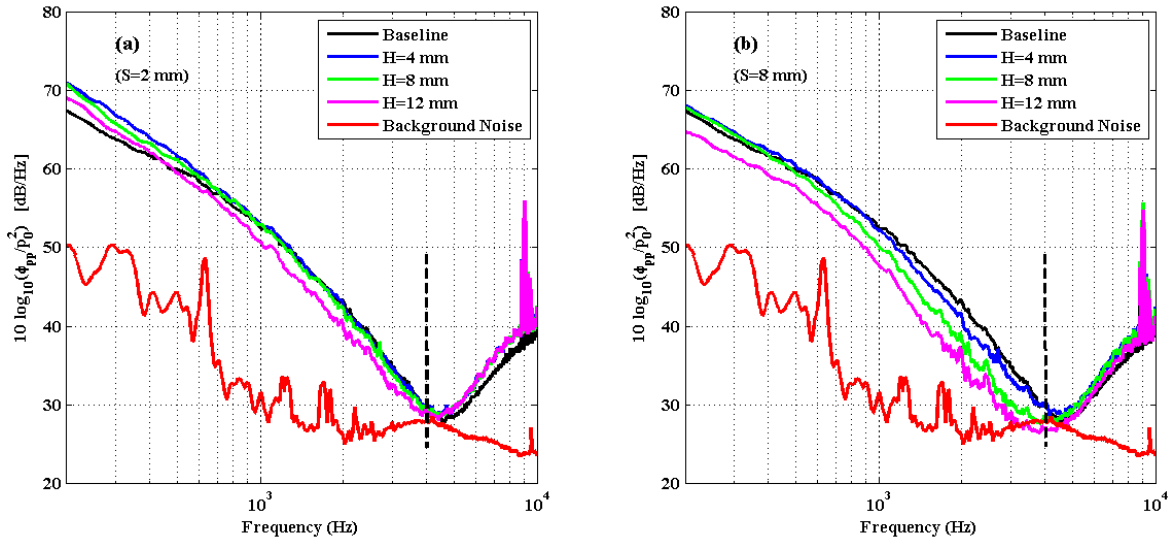 (a)
(S=2 mm)
Baseline
H=4 mm
H=8 mm
H=12 mm
Background Noise
80
70
60
50
40
30
20
10 log₁₀(ϕₚₚ/p₀²) [dB/Hz]
10³
10⁴
Frequency (Hz)
(b)
(S=8 mm)
Baseline
H=4 mm
H=8 mm
H=12 mm
Background Noise
80
70
60
50
40
30
20
10 log₁₀(ϕₚₚ/p₀²) [dB/Hz]
10³
10⁴
Frequency (Hz)